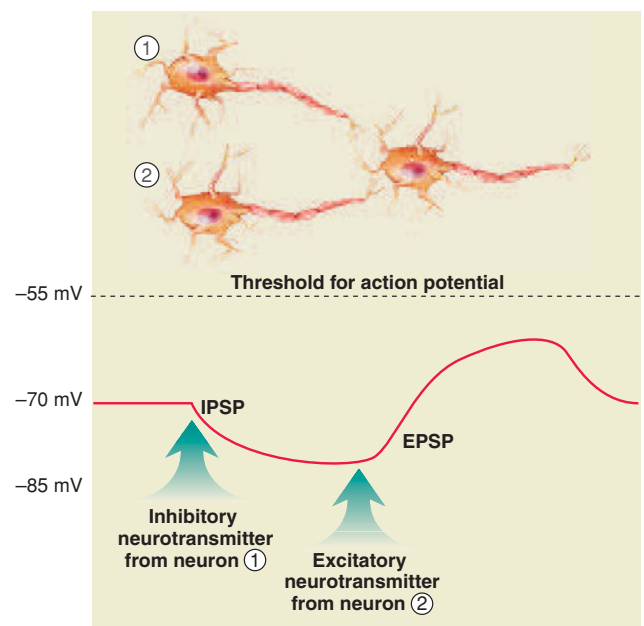 ①
②
Threshold for action potential
–55 mV
–70 mV
IPSP
EPSP
–85 mV
Inhibitory
neurotransmitter
from neuron ①
Excitatory
neurotransmitter
from neuron ②